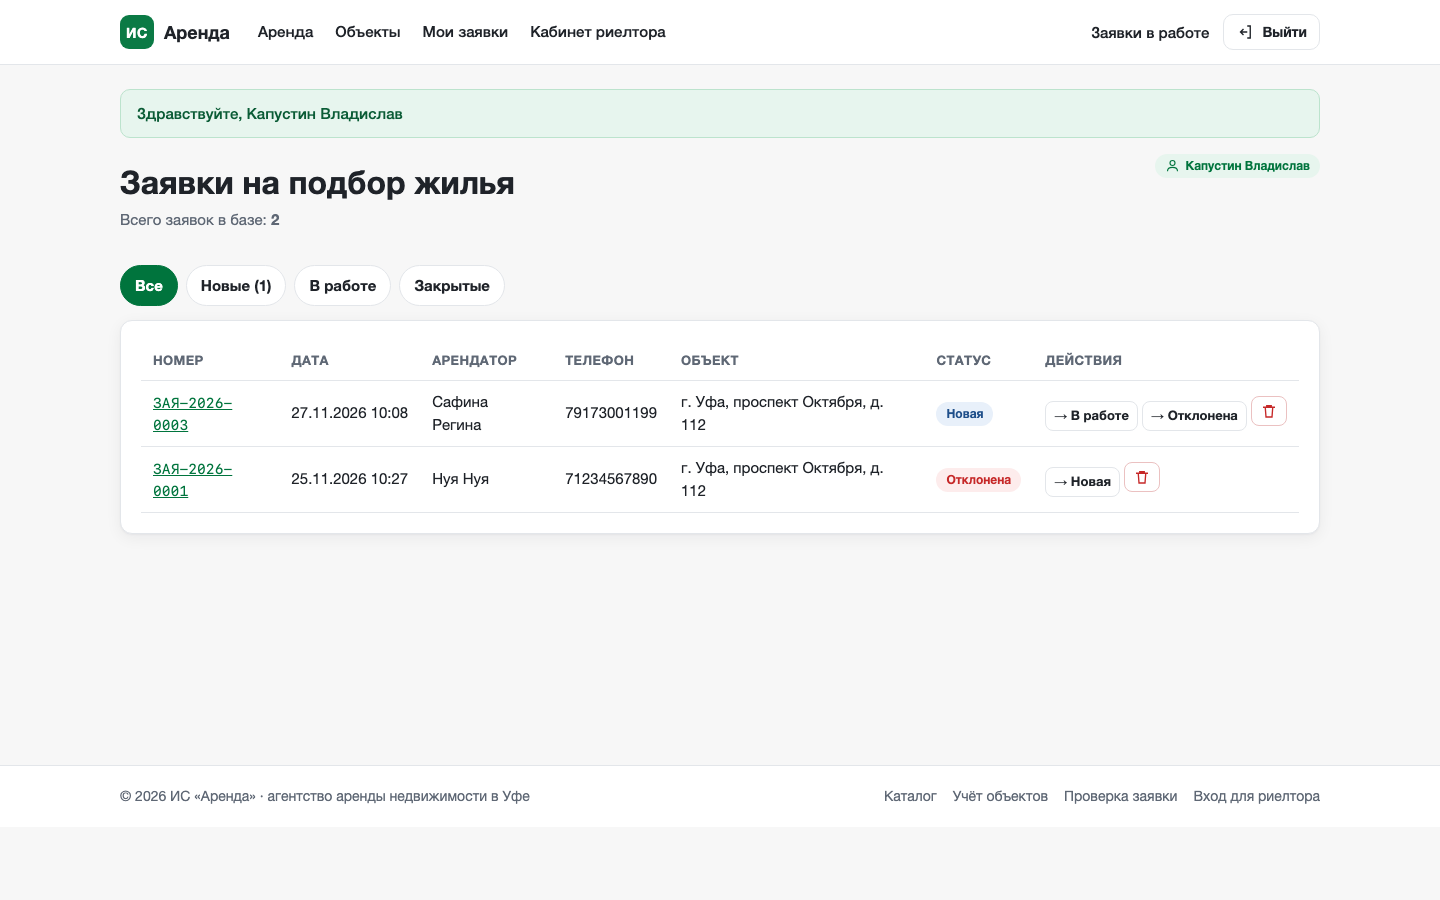 ИС Аренда Аренда Объекты Мои заявки Кабинет риелтора Заявки в работе Выйти
Здравствуйте, Капустин Владислав
Капустин Владислав
Заявки на подбор жилья
Всего заявок в базе: 2
Все Новые (1) В работе Закрытые
НОМЕР ДАТА АРЕНДАТОР ТЕЛЕФОН ОБЪЕКТ СТАТУС ДЕЙСТВИЯ
ЗАЯ-2026-
0003
27.11.2026 10:08
Сафина
Регина
79173001199
г. Уфа, проспект Октября, д.
112
Новая
→ В работе → Отклонена
ЗАЯ-2026-
0001
25.11.2026 10:27
Нуя Нуя
71234567890
г. Уфа, проспект Октября, д.
112
Отклонена
→ Новая
© 2026 ИС «Аренда» · агентство аренды недвижимости в Уфе
Каталог Учёт объектов Проверка заявки Вход для риелтора